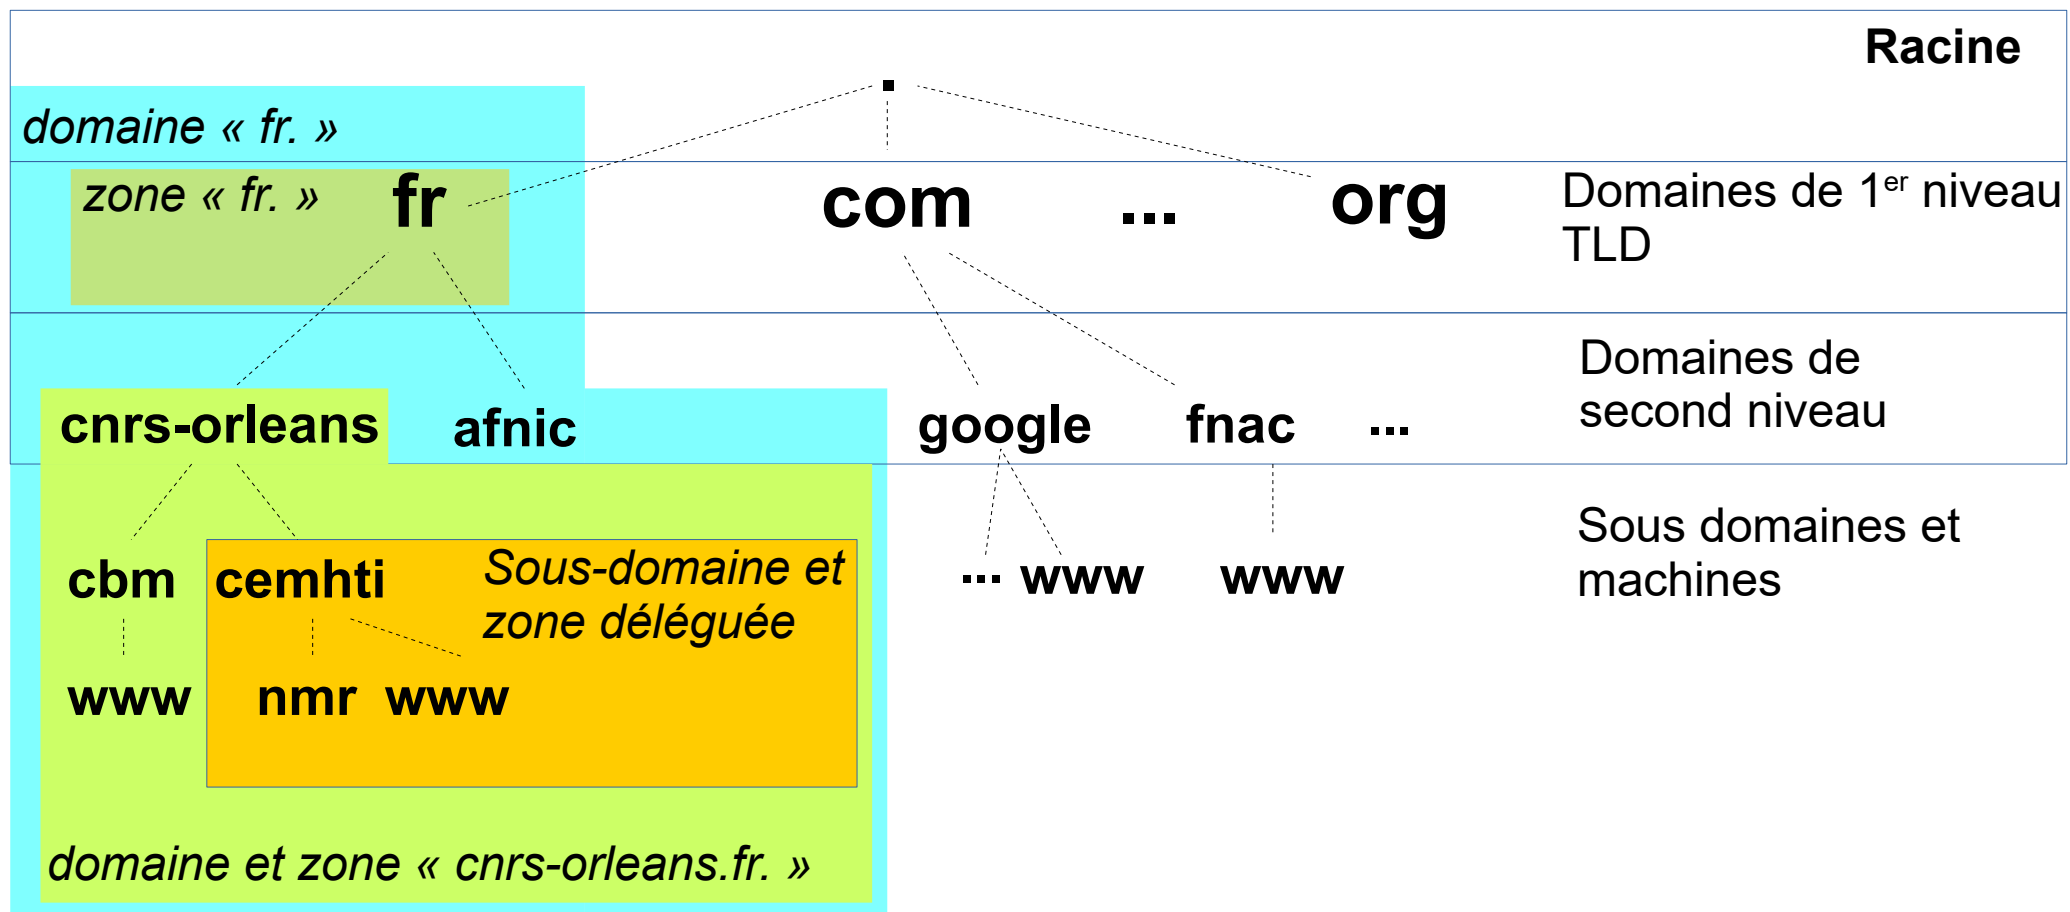 Racine
.
domaine « fr. »
zone « fr. »
fr
com
...
org
Domaines de 1er niveau
TLD
Domaines de
second niveau
cnrs-orleans
afnic
google
fnac
...
Sous domaines et
machines
cbm
cemhti
Sous-domaine et
zone déléguée
...
www
www
www
nmr
www
domaine et zone « cnrs-orleans.fr. »